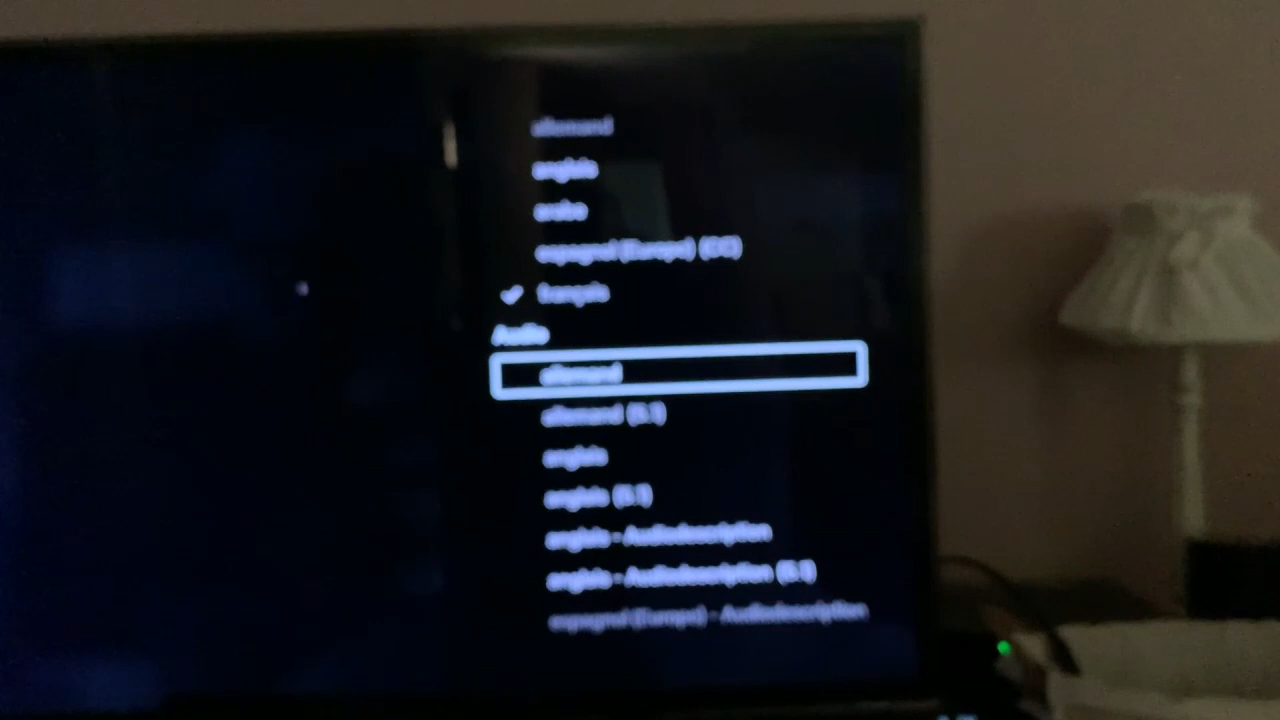 allemand
anglais
arabe
espagnol (Europe) (CC)
français
Audio
allemand
allemand (5.1)
anglais
anglais (5.1)
anglais - Audiodescription
anglais - Audiodescription (5.1)
espagnol (Europe) - Audiodescription